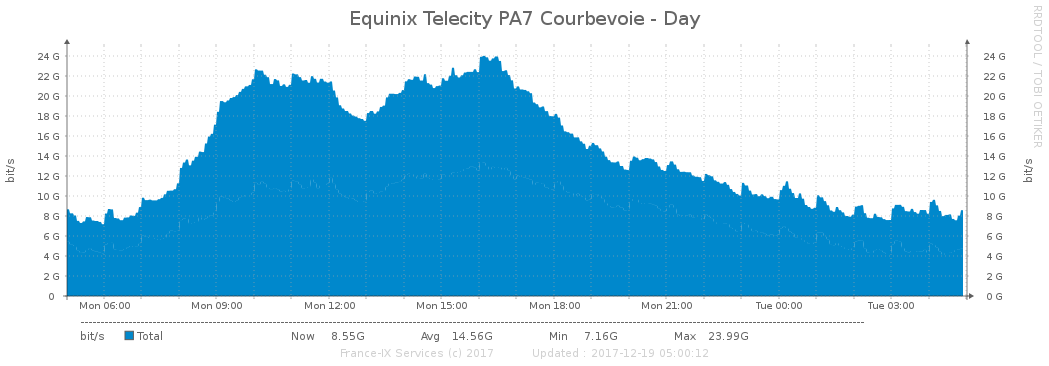 Equinix Telecity PA7 Courbevoie - Day
RRDTOOL / TOBI OETIKER
bit/s
24 G 24 G
22 G 22 G
20 G 20 G
18 G 18 G
16 G 16 G
14 G 14 G
12 G 12 G
10 G 10 G
8 G 8 G
6 G 6 G
4 G 4 G
2 G 2 G
0 0 G
bit/s
Mon 06:00 Mon 09:00 Mon 12:00 Mon 15:00 Mon 18:00 Mon 21:00 Tue 00:00 Tue 03:00
bit/s Total Now 8.55G Avg 14.56G Min 7.16G Max 23.99G
France-IX Services (c) 2017 Updated : 2017-12-19 05:00:12